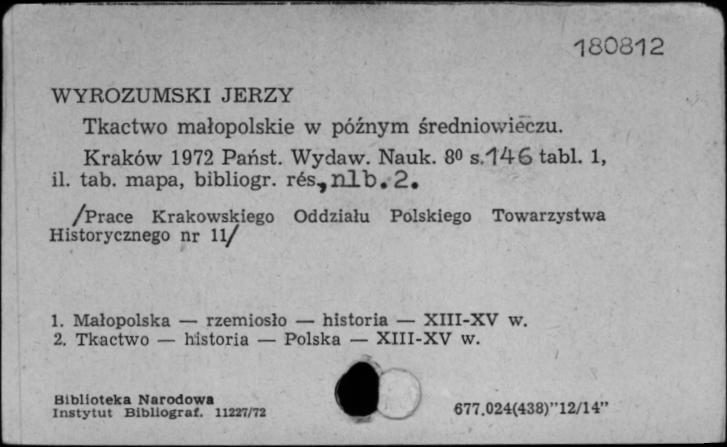 180812
WYROZUMSKI JERZY
Tkactwo małopolskie w późnym średniowieczu.
Kraków 1972 Państ. Wydaw. Nauk. 8⁰ s.146 tabl. 1,
il. tab. mapa, bibliogr. rés., nlb. 2.
/Prace Krakowskiego Oddziału Polskiego Towarzystwa
Historycznego nr 11/
1. Małopolska — rzemiosło — historia — XIII-XV w.
2. Tkactwo — historia — Polska — XIII-XV w.
Biblioteka Narodowa
Instytut Bibliograf. 11227/72
677.024(438)"12/14"